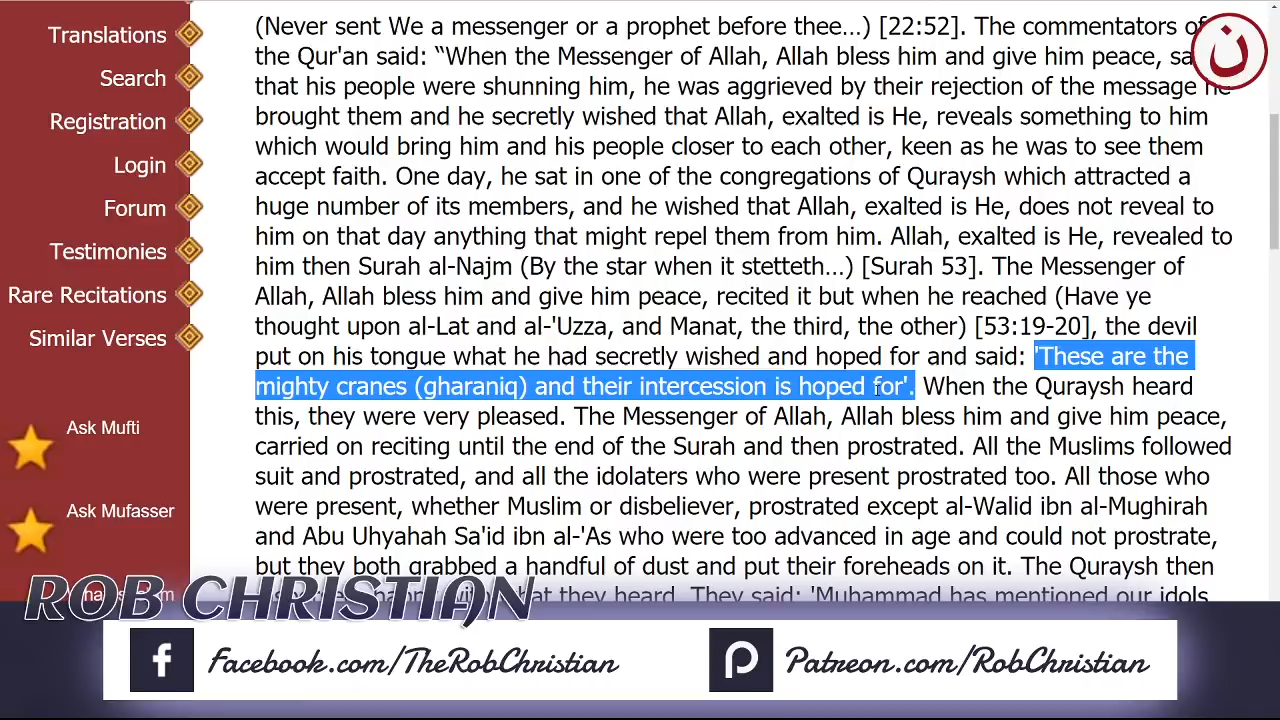 Translations
Search
Registration
Login
Forum
Testimonies
Rare Recitations
Similar Verses
Ask Mufti
Ask Mufasser
(Never sent We a messenger or a prophet before thee…) [22:52]. The commentators of
the Qur'an said: “When the Messenger of Allah, Allah bless him and give him peace,
that his people were shunning him, he was aggrieved by their rejection of the message he
brought them and he secretly wished that Allah, exalted is He, reveals something to him
which would bring him and his people closer to each other, keen as he was to see them
accept faith. One day, he sat in one of the congregations of Quraysh which attracted a
huge number of its members, and he wished that Allah, exalted is He, does not reveal to
him on that day anything that might repel them from him. Allah, exalted is He, revealed to
him then Surah al-Najm (By the star when it stetteth…) [Surah 53]. The Messenger of
Allah, Allah bless him and give him peace, recited it but when he reached (Have ye
thought upon al-Lat and al-'Uzza, and Manat, the third, the other) [53:19-20], the devil
put on his tongue what he had secretly wished and hoped for and said: 'These are the
mighty cranes (gharaniq) and their intercession is hoped for'. When the Quraysh heard
this, they were very pleased. The Messenger of Allah, Allah bless him and give him peace,
carried on reciting until the end of the Surah and then prostrated. All the Muslims followed
suit and prostrated, and all the idolaters who were present prostrated too. All those who
were present, whether Muslim or disbeliever, prostrated except al-Walid ibn al-Mughirah
and Abu Uhyahah Sa'id ibn al-'As who were too advanced in age and could not prostrate,
but they both grabbed a handful of dust and put their foreheads on it. The Quraysh then
what they heard. They said: 'Muhammad has mentioned our idols
ن
ROB CHRISTIAN
f Facebook.com/TheRobChristian
Patreon.com/RobChristian